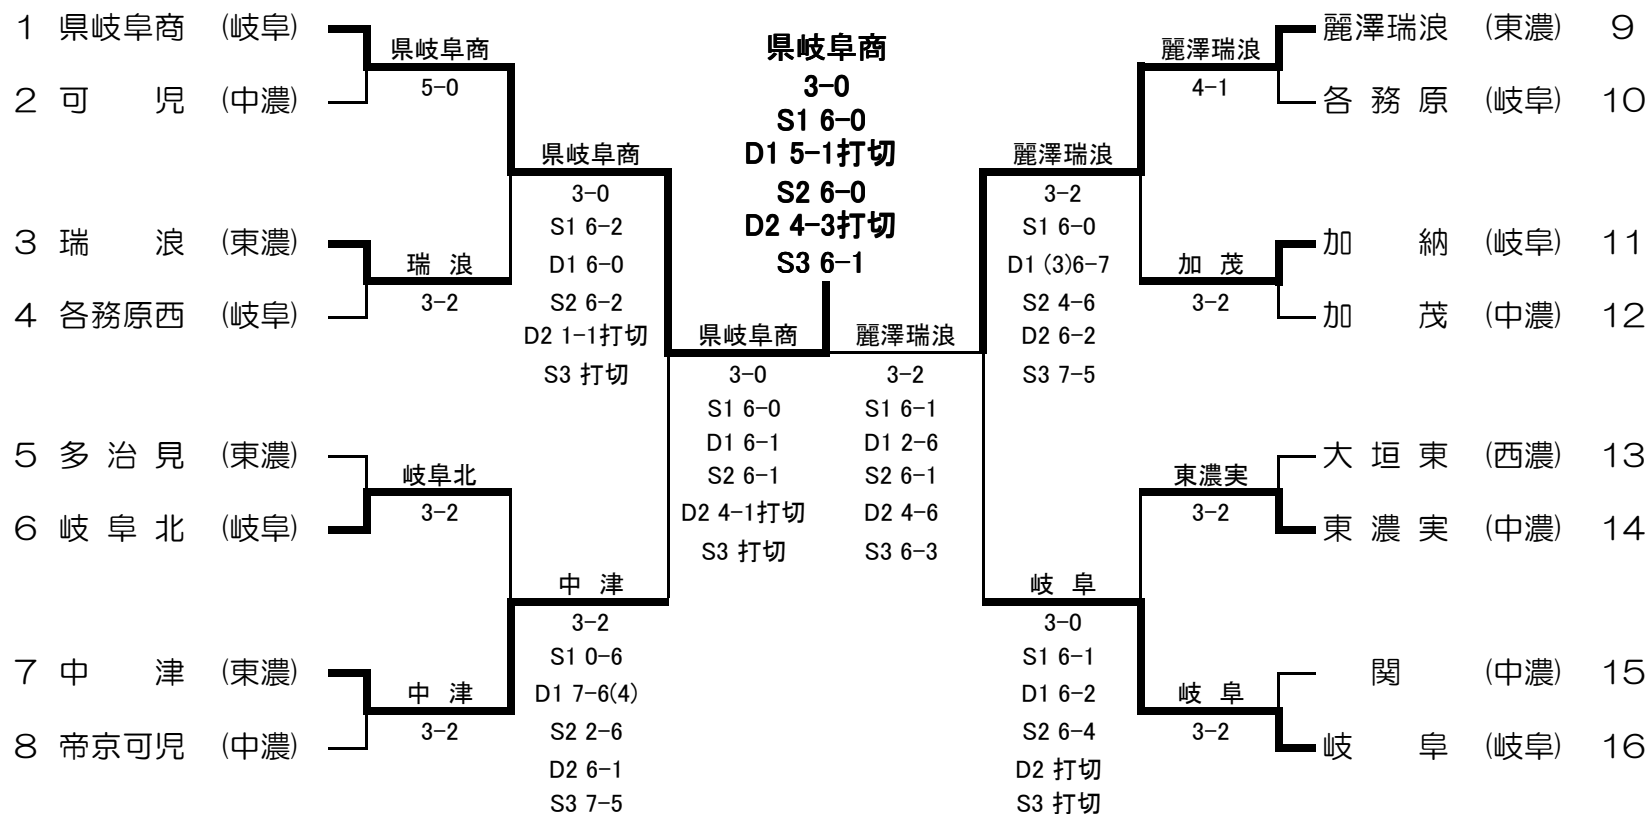 1 県岐阜商 (岐阜)
2 可児 (中濃)
3 瑞浪 (東濃)
4 各務原西 (岐阜)
5 多治見 (東濃)
6 岐阜北 (岐阜)
7 中津 (東濃)
8 帝京可児 (中濃)
県岐阜商
5-0
瑞浪
3-2
岐阜北
3-2
中津
3-2
県岐阜商
3-0
S1 6-2
D1 6-0
S2 6-2
D2 1-1打切
S3 打切
中津
3-2
S1 0-6
D1 7-6(4)
S2 2-6
D2 6-1
S3 7-5
県岐阜商
3-0
S1 6-0
D1 6-1
S2 6-1
D2 4-1打切
S3 打切
県岐阜商
3-0
S1 6-0
D1 5-1打切
S2 6-0
D2 4-3打切
S3 6-1
麗澤瑞浪
3-2
S1 6-1
D1 2-6
S2 6-1
D2 4-6
S3 6-3
麗澤瑞浪
3-2
S1 6-0
D1 (3)6-7
S2 4-6
D2 6-2
S3 7-5
岐阜
3-0
S1 6-1
D1 6-2
S2 6-4
D2 打切
S3 打切
麗澤瑞浪
4-1
加茂
3-2
東濃実
3-2
岐阜
3-2
麗澤瑞浪 (東濃) 9
各務原 (岐阜) 10
加納 (岐阜) 11
加茂 (中濃) 12
大垣東 (西濃) 13
東濃実 (中濃) 14
関 (中濃) 15
岐阜 (岐阜) 16